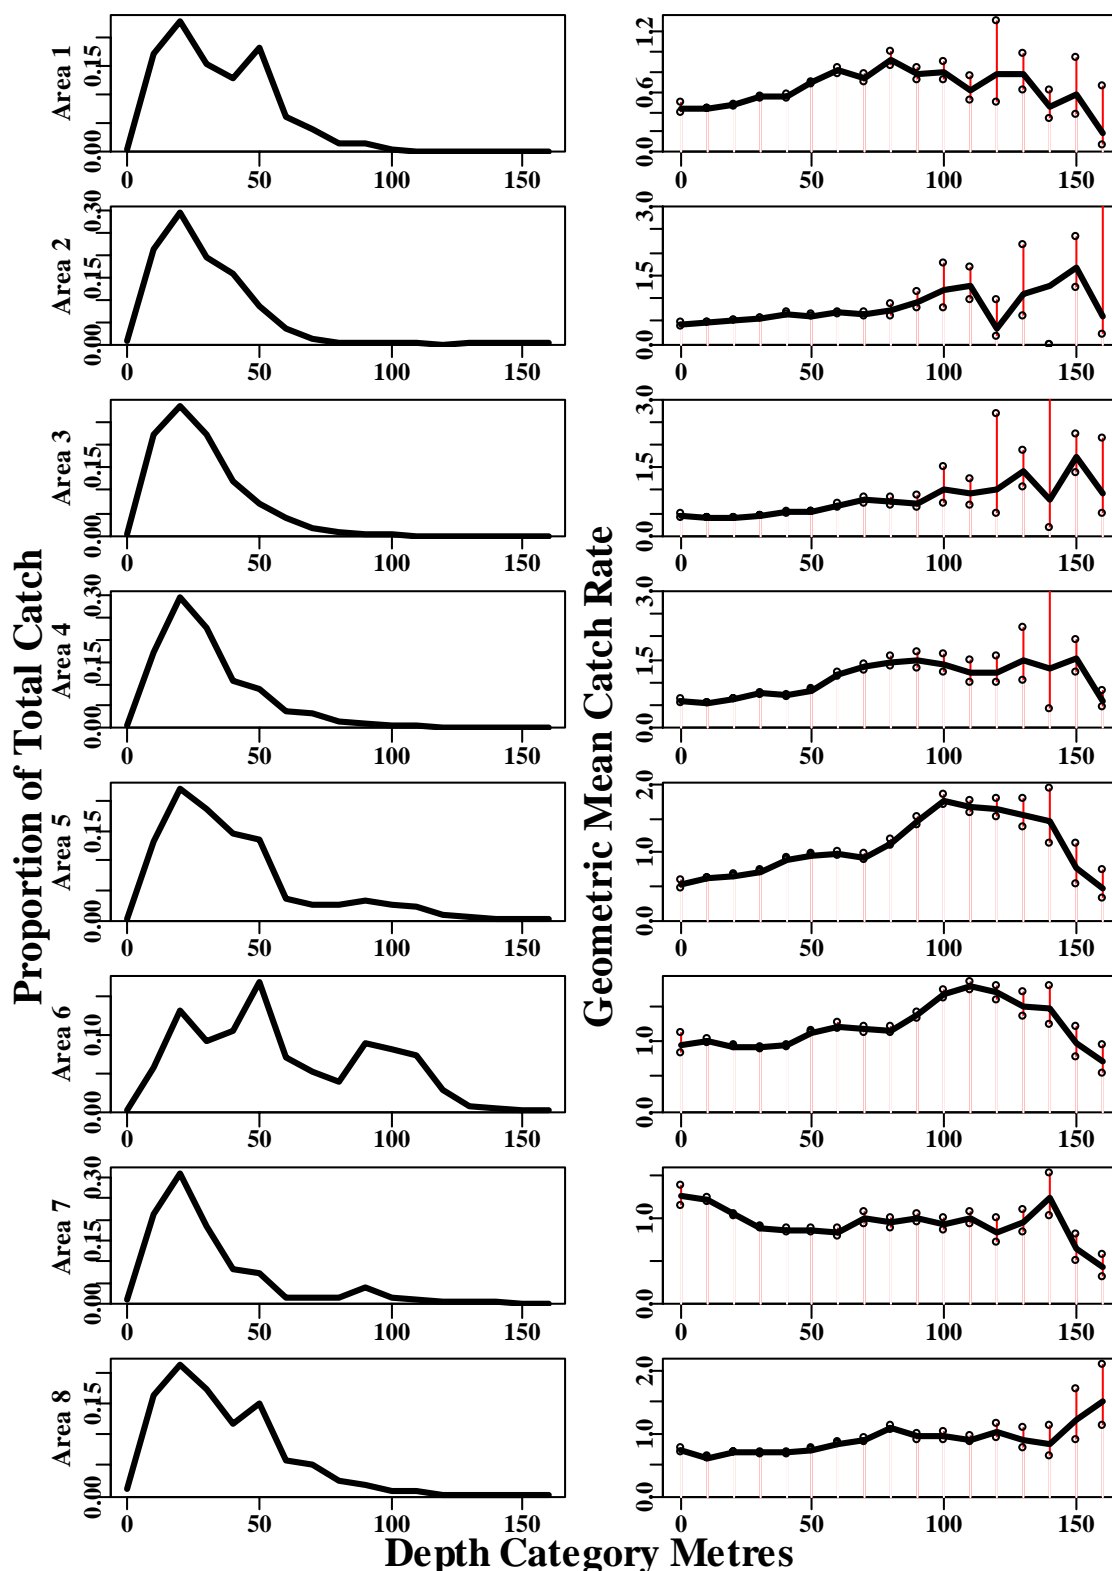 Proportion of Total Catch
Geometric Mean Catch Rate
Area 1
0.00 0.15
0 50 100 150
0.0 0.6 1.2
0 50 100 150
Area 2
0.00 0.15 0.30
0 50 100 150
0.0 1.5 3.0
0 50 100 150
Area 3
0.00 0.15
0 50 100 150
0.0 1.5 3.0
0 50 100 150
Area 4
0.00 0.15 0.30
0 50 100 150
0.0 1.5 3.0
0 50 100 150
Area 5
0.00 0.15
0 50 100 150
0.0 1.0 2.0
0 50 100 150
Area 6
0.00 0.10
0 50 100 150
0.0 1.0
0 50 100 150
Area 7
0.00 0.15 0.30
0 50 100 150
0.0 1.0
0 50 100 150
Area 8
0.00 0.15
0 50 100 150
0.0 1.0 2.0
0 50 100 150
Depth Category Metres